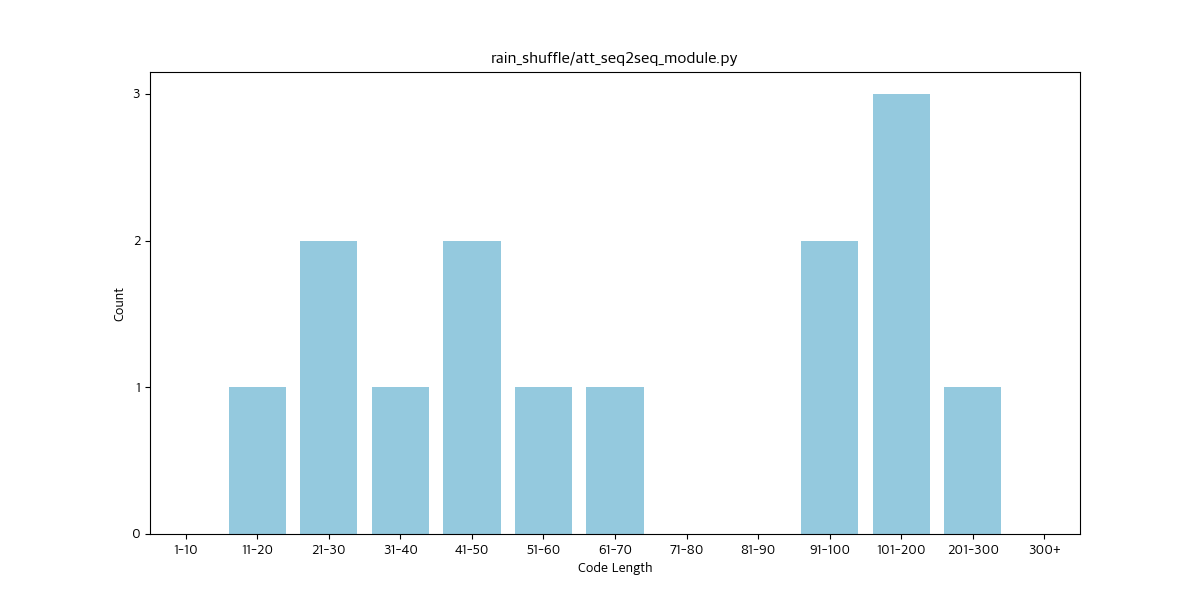 rain_shuffle/att_seq2seq_module.py
Count
3
2
1
0
1-10 11-20 21-30 31-40 41-50 51-60 61-70 71-80 81-90 91-100 101-200 201-300 300+
Code Length